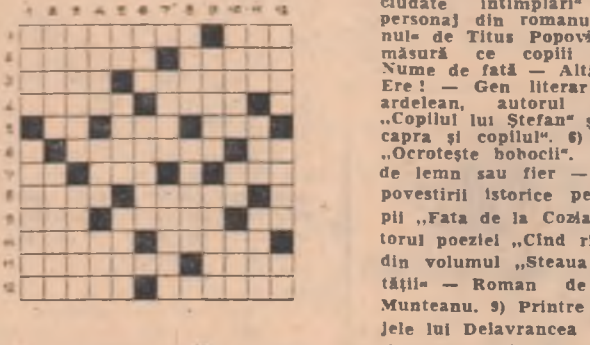 ciudate întîmplări“
personaj din romanu
nul“ de Titus Popovi
măsură ce copiii
Nume de fată — Alt
Ere! — Gen literar
ardelean, autorul
„Copilul lui Ștefan“ ș
capra și copilul“. 6)
„Ocrotește bobocii“.
de lemn sau fier —
povestirii istorice pe
pii „Fata de la Cozia
torul poeziei „Cînd r
din volumul „Steaua
tății“ — Roman de
Munteanu. 9) Printre
jele lui Delavrancea